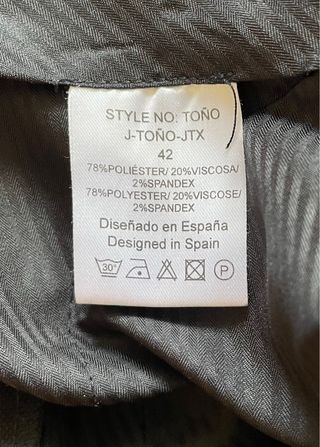 STYLE NO: TOÑO
J-TOÑO-JTX
42
78%POLIÉSTER/ 20%VISCOSA/
2%SPANDEX
78%POLYESTER/ 20%VISCOSE/
2%SPANDEX
Diseñado en España
Designed in Spain
30° P